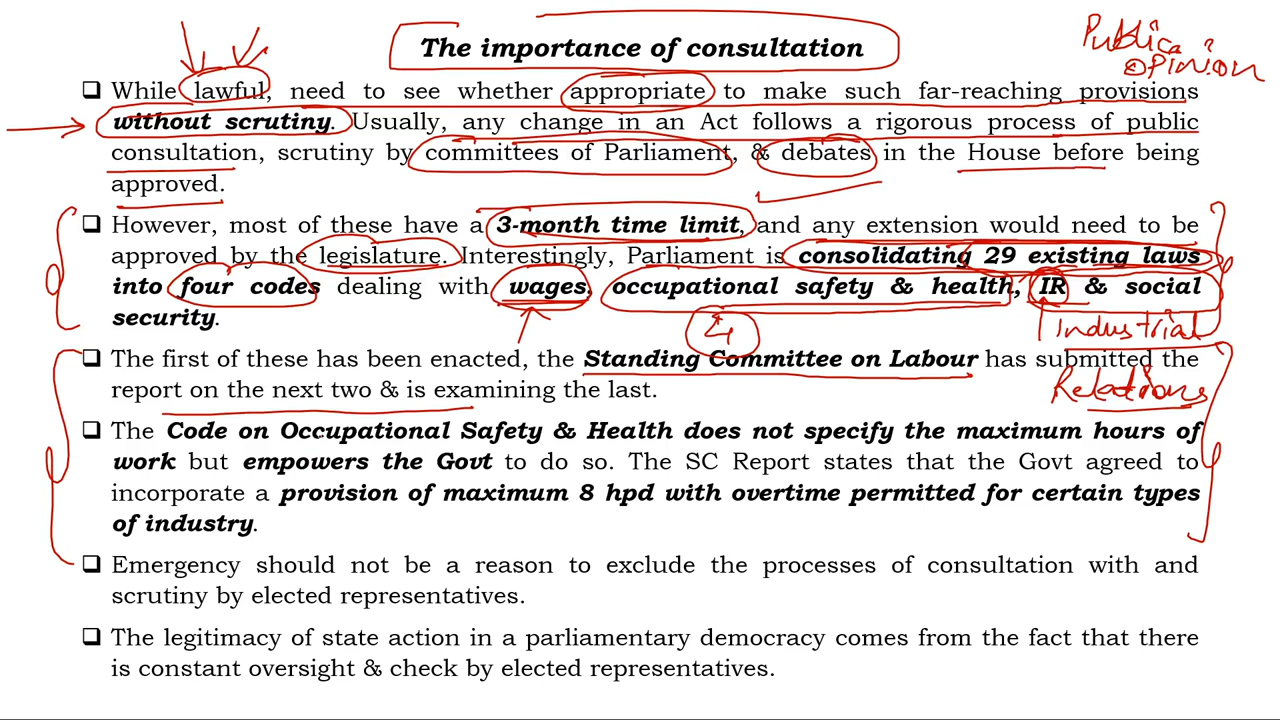 The importance of consultation
Public
Opinion
❑ While lawful, need to see whether appropriate to make such far-reaching provisions
without scrutiny. Usually, any change in an Act follows a rigorous process of public
consultation, scrutiny by committees of Parliament, & debates in the House before being
approved.
❑ However, most of these have a 3-month time limit, and any extension would need to be
approved by the legislature. Interestingly, Parliament is consolidating 29 existing laws
into four codes dealing with wages, occupational safety & health, IR & social
security.
4
Industrial
Relations
❑ The first of these has been enacted, the Standing Committee on Labour has submitted the
report on the next two & is examining the last.
❑ The Code on Occupational Safety & Health does not specify the maximum hours of
work but empowers the Govt to do so. The SC Report states that the Govt agreed to
incorporate a provision of maximum 8 hpd with overtime permitted for certain types
of industry.
❑ Emergency should not be a reason to exclude the processes of consultation with and
scrutiny by elected representatives.
❑ The legitimacy of state action in a parliamentary democracy comes from the fact that there
is constant oversight & check by elected representatives.